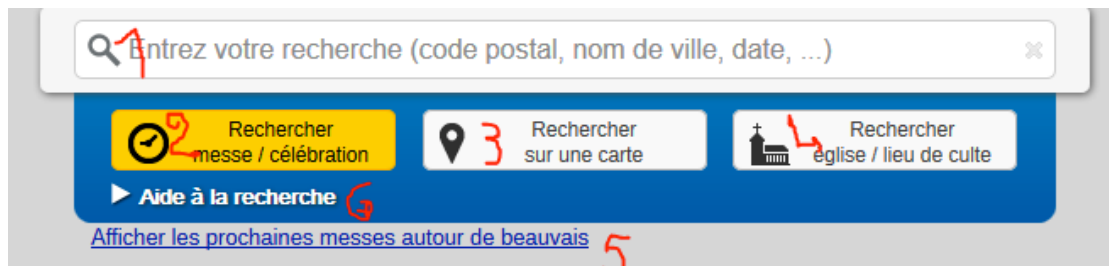 1 Entrez votre recherche (code postal, nom de ville, date, ...)
2 Rechercher messe / célébration
3 Rechercher sur une carte
4 Rechercher église / lieu de culte
Aide à la recherche 6
Afficher les prochaines messes autour de beauvais 5